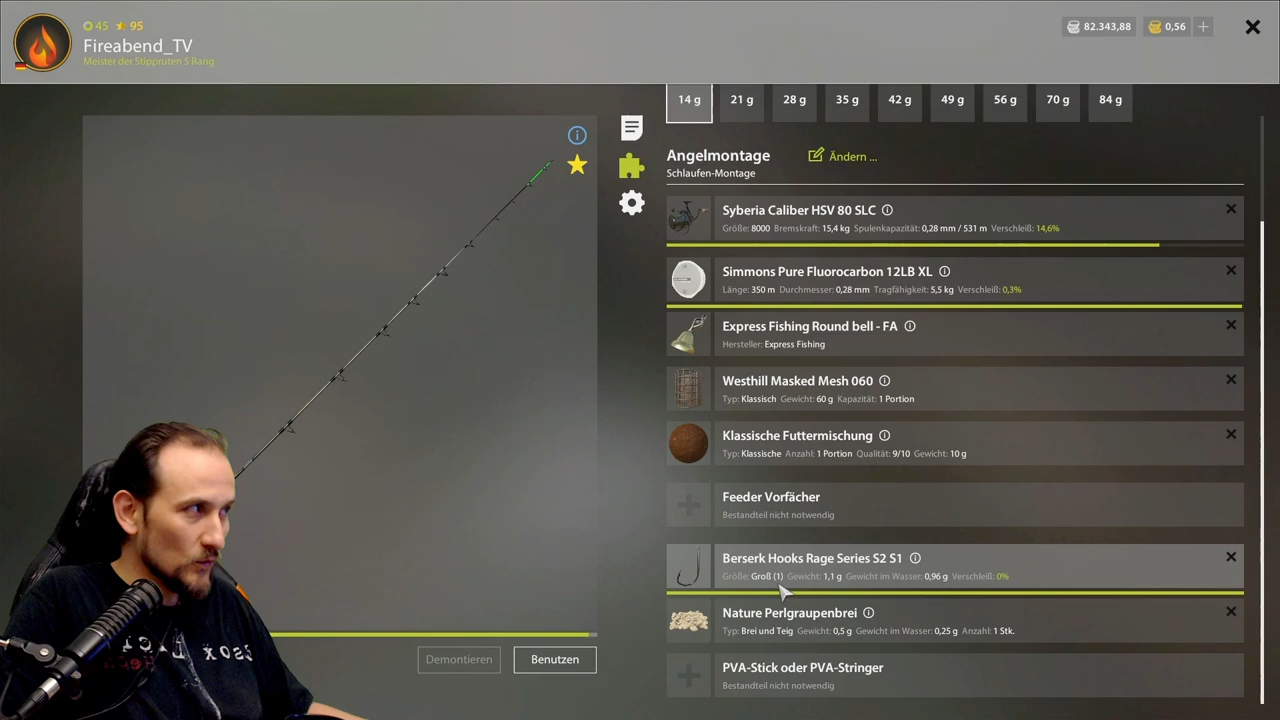 45 95
82.343,88
0,56
Fireabend_TV
Meister der Stippruten 5 Rang
14 g 21 g 28 g 35 g 42 g 49 g 56 g 70 g 84 g
Angelmontage
Ändern ...
Schlaufen-Montage
Syberia Caliber HSV 80 SLC
Größe: 8000 Bremskraft: 15,4 kg Spulenkapazität: 0,28 mm / 531 m Verschleiß: 14,6%
Simmons Pure Fluorocarbon 12LB XL
Länge: 350 m Durchmesser: 0,28 mm Tragfähigkeit: 5,5 kg Verschleiß: 0,3%
Express Fishing Round bell - FA
Hersteller: Express Fishing
Westhill Masked Mesh 060
Typ: Klassisch Gewicht: 60 g Kapazität: 1 Portion
Klassische Futtermischung
Typ: Klassische Anzahl: 1 Portion Qualität: 9/10 Gewicht: 10 g
Feeder Vorfächer
Bestandteil nicht notwendig
Berserk Hooks Rage Series S2 S1
Größe: Groß (1) Gewicht: 1,1 g Gewicht im Wasser: 0,96 g Verschleiß: 0%
Nature Perlgraupenbrei
Typ: Brei und Teig Gewicht: 0,5 g Gewicht im Wasser: 0,25 g Anzahl: 1 Stk.
PVA-Stick oder PVA-Stringer
Bestandteil nicht notwendig
Demontieren
Benutzen